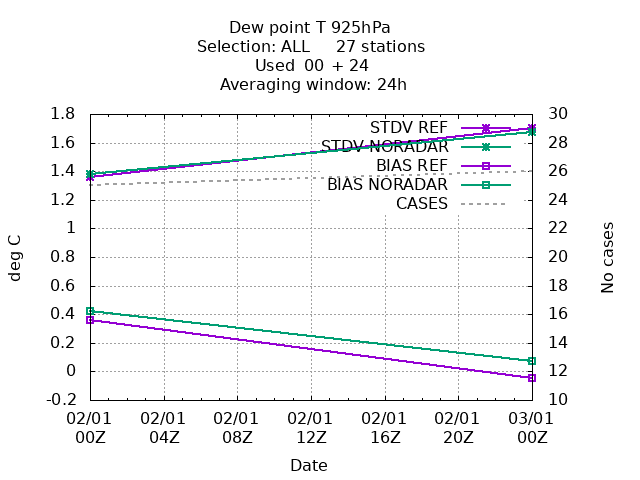 Dew point T 925hPa
Selection: ALL     27 stations
Used  00 + 24
Averaging window: 24h
1.8
1.6
1.4
1.2
1
0.8
0.6
0.4
0.2
0
-0.2
deg C
STDV REF
STDV NORADAR
BIAS REF
BIAS NORADAR
CASES
30
28
26
24
22
20
18
16
14
12
10
No cases
02/01 02/01 02/01 02/01 02/01 02/01 03/01
00Z 04Z 08Z 12Z 16Z 20Z 00Z
Date